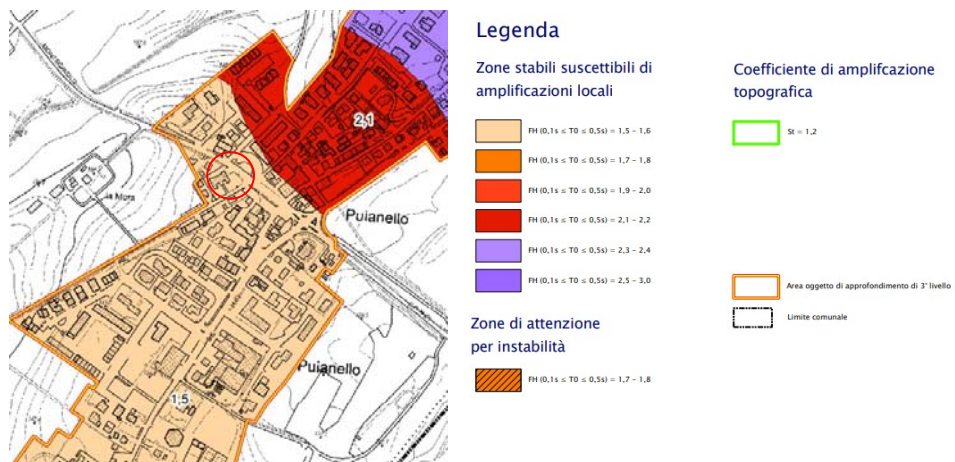 2,1
la Mora
Puianello
Puianello
1,5
Legenda
Zone stabili suscettibili di
amplificazioni locali
FH (0,1s ≤ T0 ≤ 0,5s) = 1,5 - 1,6
FH (0,1s ≤ T0 ≤ 0,5s) = 1,7 - 1,8
FH (0,1s ≤ T0 ≤ 0,5s) = 1,9 - 2,0
FH (0,1s ≤ T0 ≤ 0,5s) = 2,1 - 2,2
FH (0,1s ≤ T0 ≤ 0,5s) = 2,3 - 2,4
FH (0,1s ≤ T0 ≤ 0,5s) = 2,5 - 3,0
Zone di attenzione
per instabilità
FH (0,1s ≤ T0 ≤ 0,5s) = 1,7 - 1,8
Coefficiente di amplifcazione
topografica
St = 1,2
Area oggetto di approfondimento di 3° livello
Limite comunale